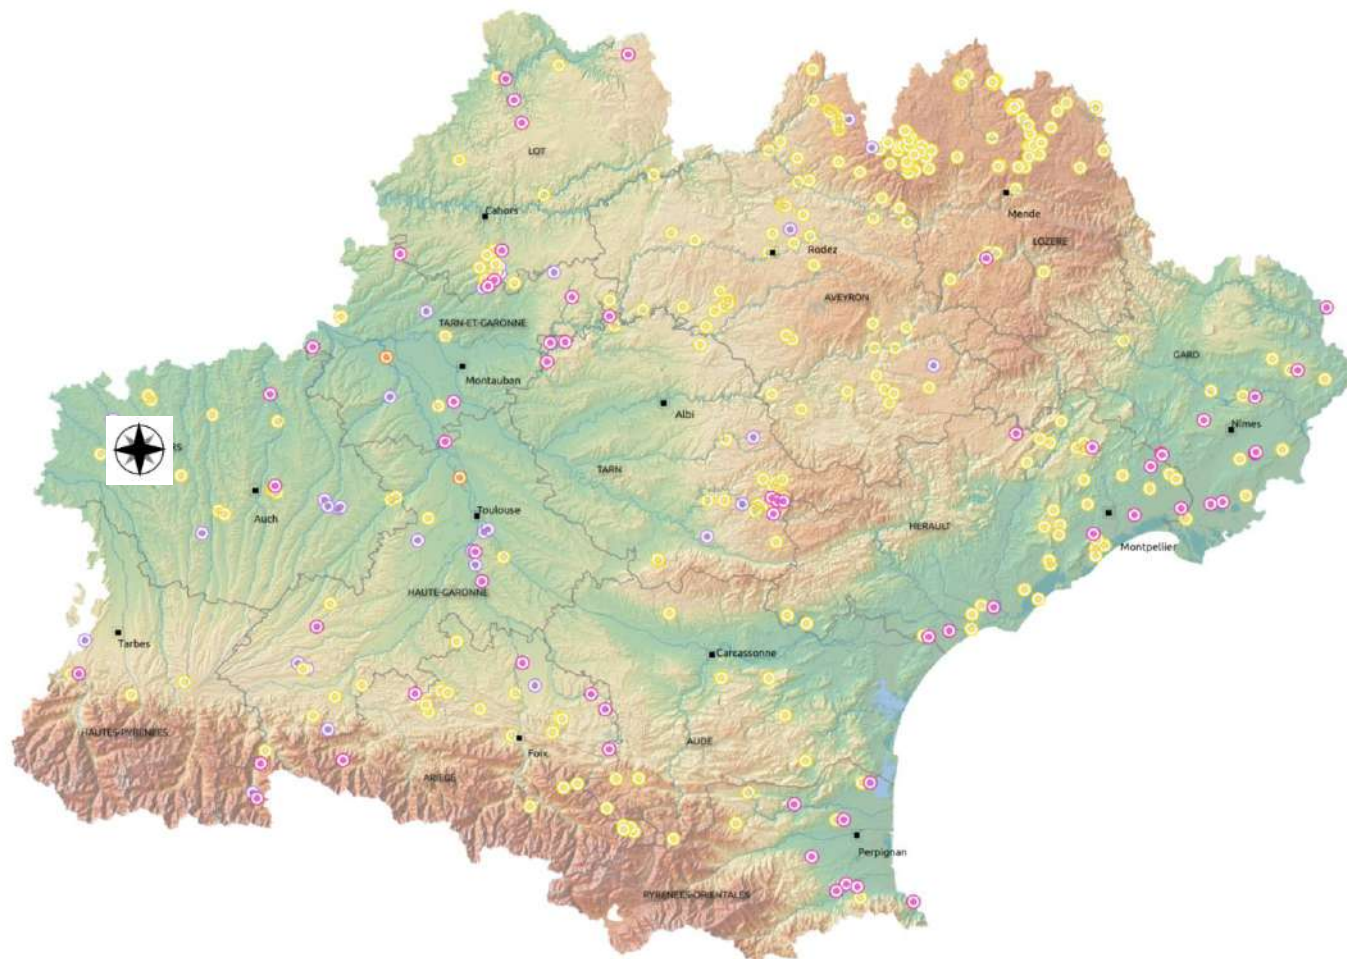 LOT
Cahors
Mende
LOZERE
Rodez
AVEYRON
TARN-ET-GARONNE
GARD
Montauban
Albi
Nîmes
RS
TARN
Auch
Toulouse
HERAULT
Montpellier
HAUTE-GARONNE
Tarbes
Carcassonne
HAUTES-PYRENEES
Foix
AUDE
ARIEGE
Perpignan
PYRENEES-ORIENTALES